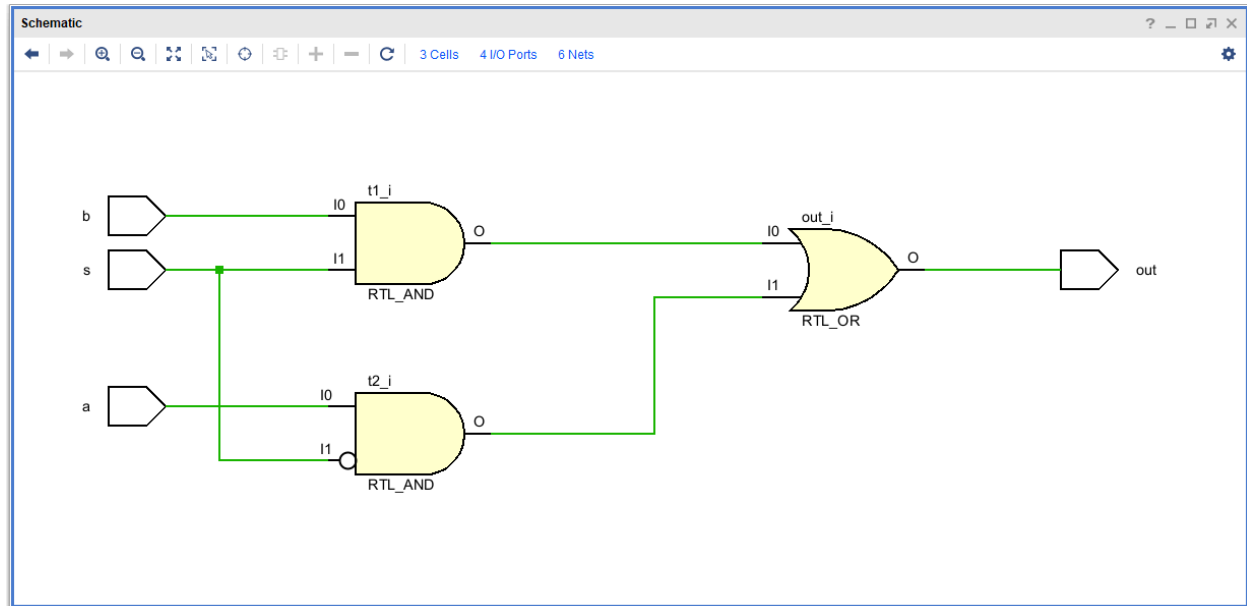 Schematic
3 Cells 4 I/O Ports 6 Nets
t1_i
b
I0
O
s
I1
RTL_AND
out_i
I0
I1
O
RTL_OR
out
t2_i
a
I0
O
I1
RTL_AND